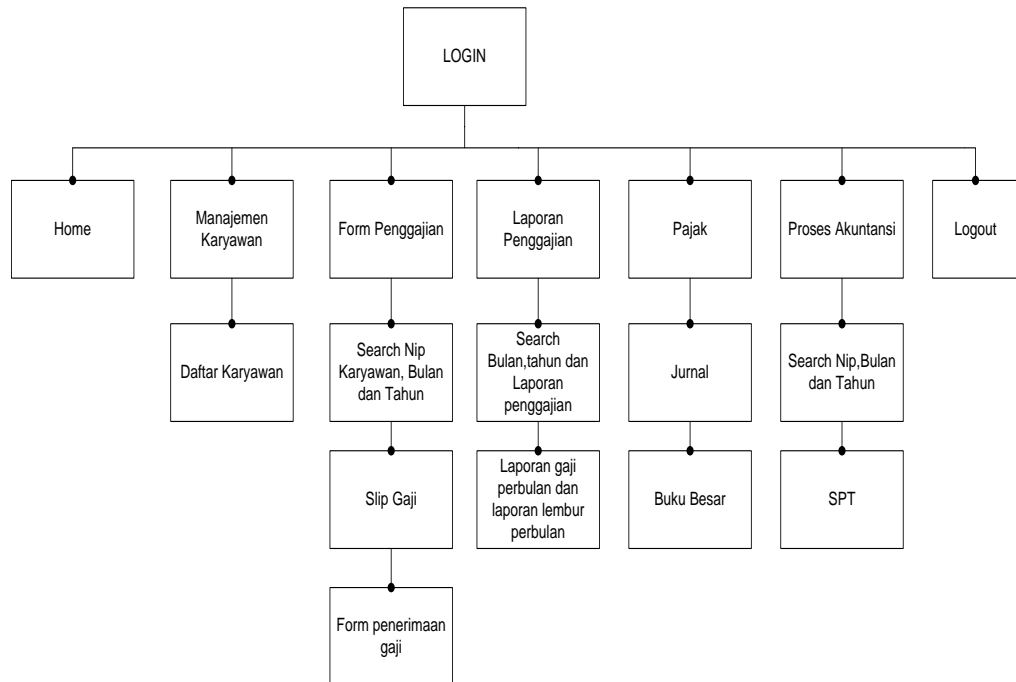 LOGIN
Home
Manajemen
Karyawan
Form Penggajian
Laporan
Penggajian
Pajak
Proses Akuntansi
Logout
Daftar Karyawan
Search Nip
Karyawan, Bulan
dan Tahun
Search
Bulan,tahun dan
Laporan
penggajian
Jurnal
Search Nip,Bulan
dan Tahun
Slip Gaji
Laporan gaji
perbulan dan
laporan lembur
perbulan
Buku Besar
SPT
Form penerimaan
gaji